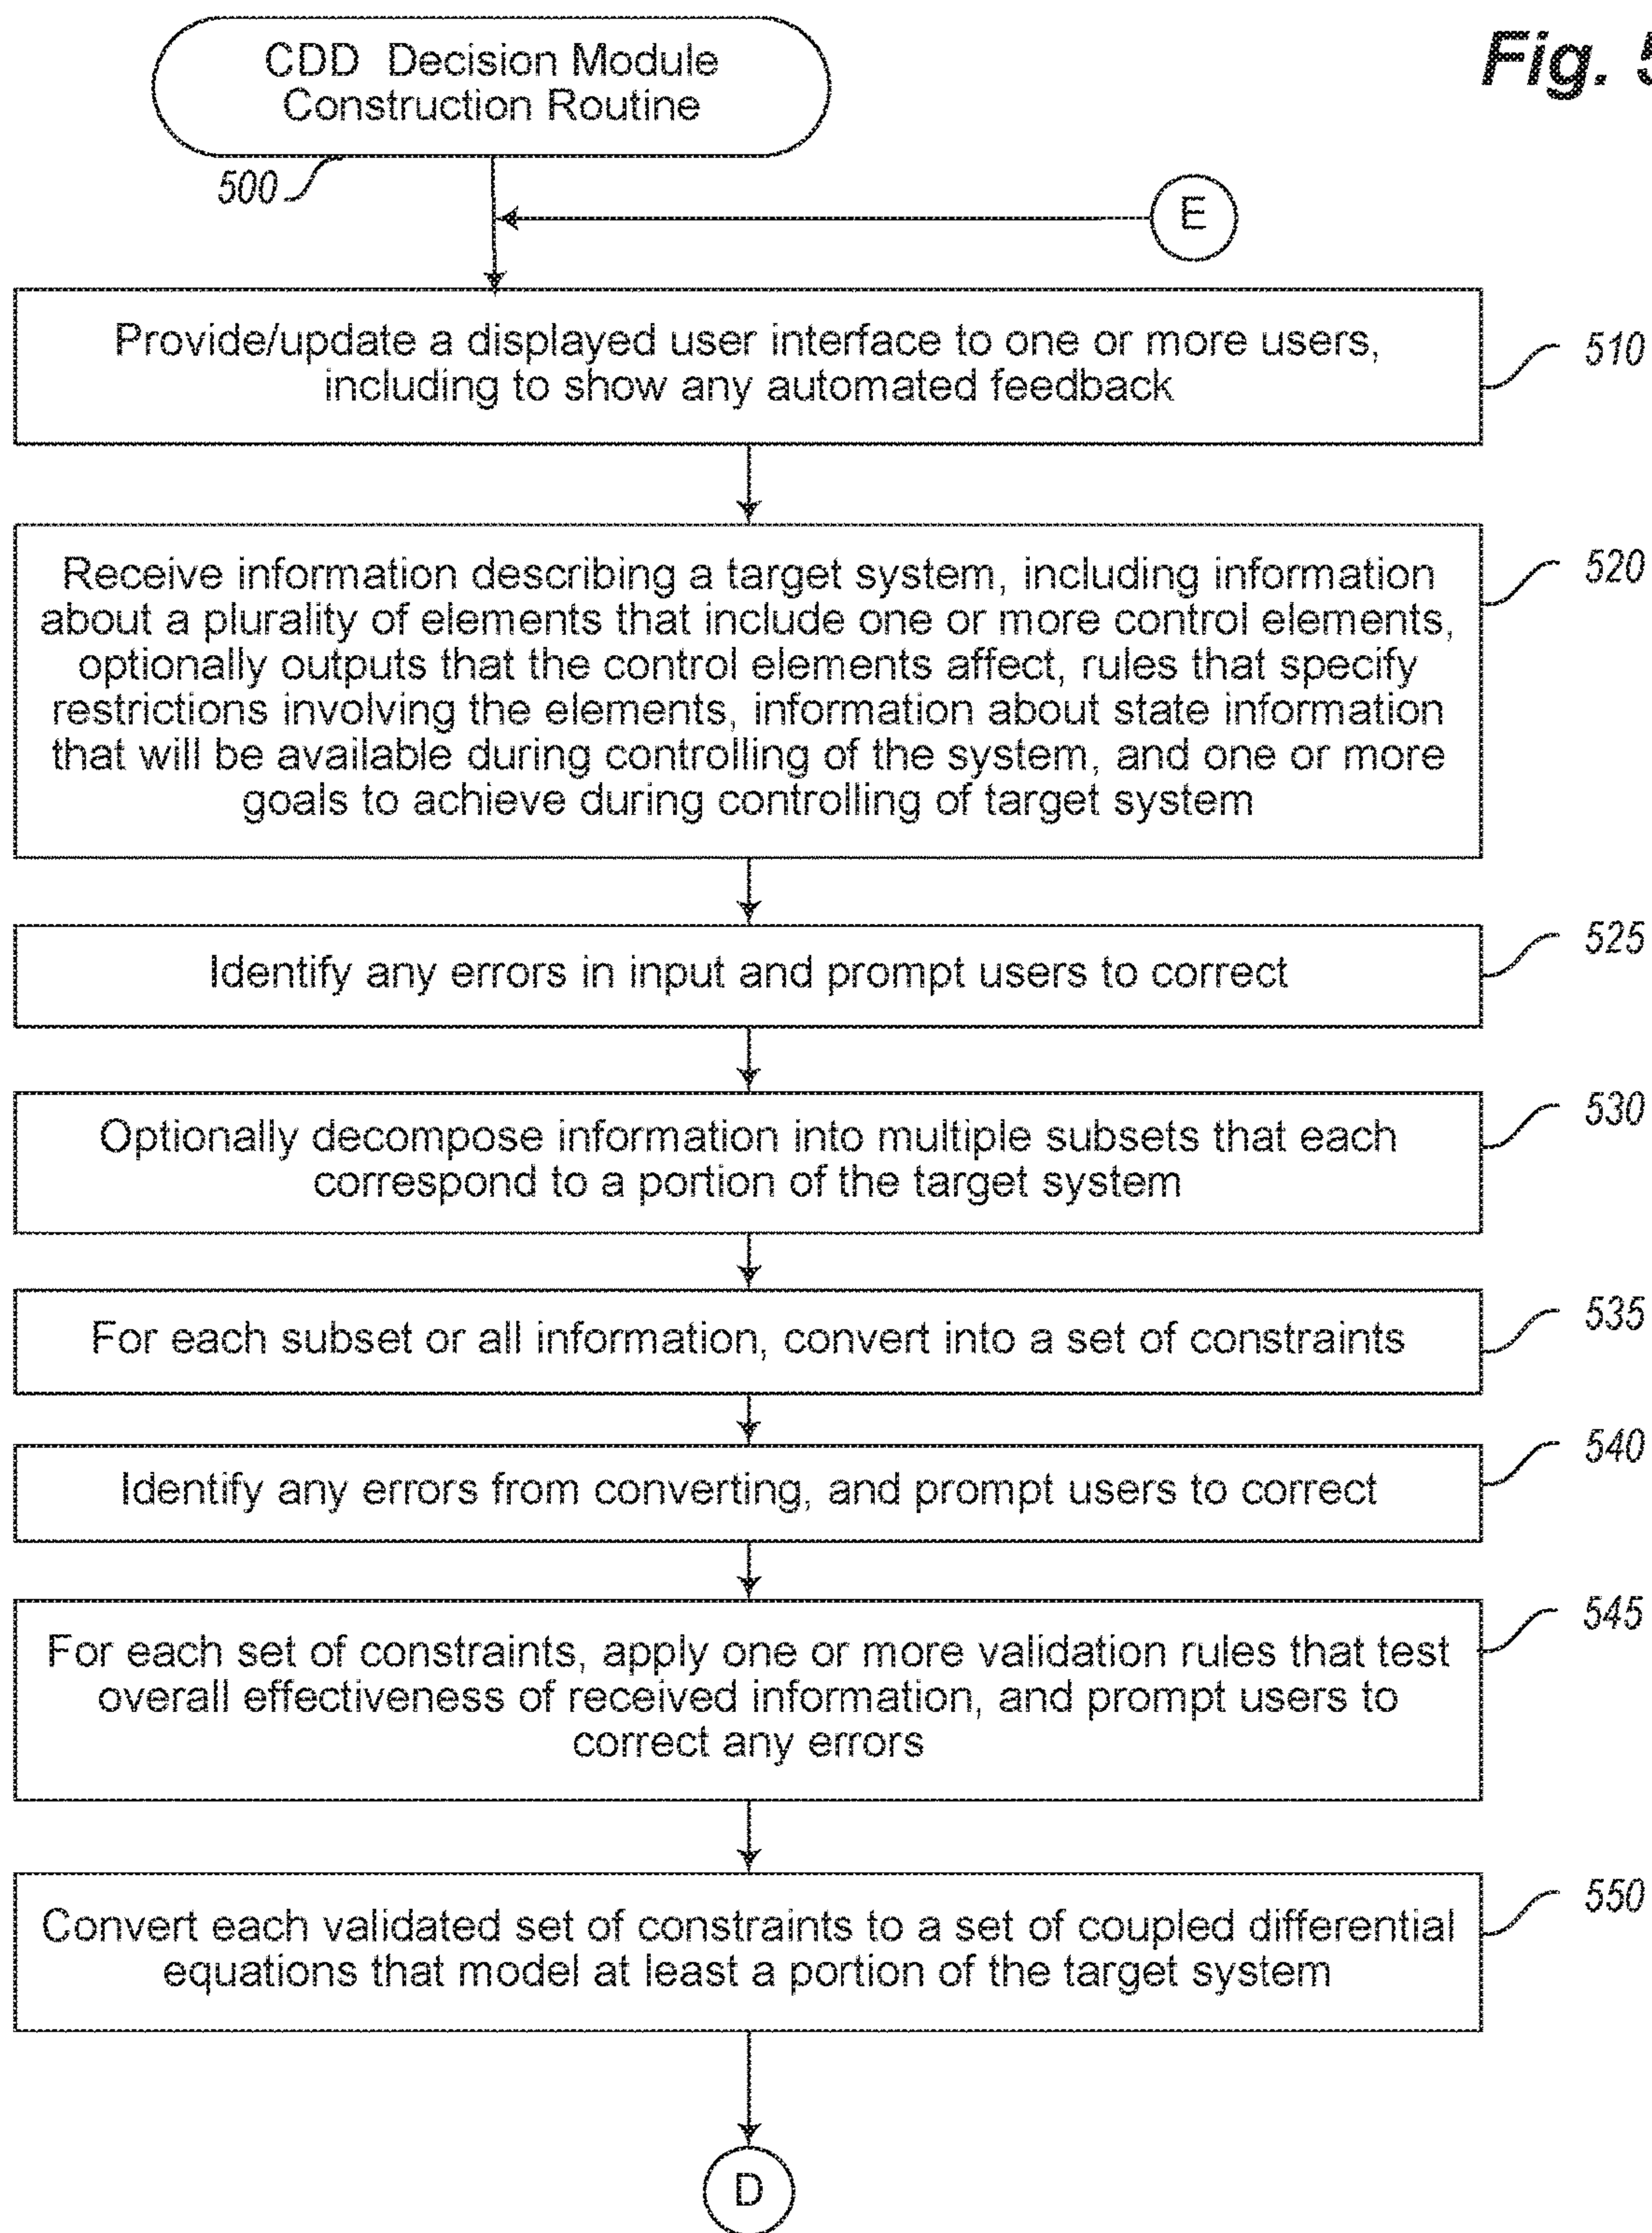 CDD Decision Module
Construction Routine
Fig. 5
500
E
Provide/update a displayed user interface to one or more users,
including to show any automated feedback
510
Receive information describing a target system, including information
about a plurality of elements that include one or more control elements,
optionally outputs that the control elements affect, rules that specify
restrictions involving the elements, information about state information
that will be available during controlling of the system, and one or more
goals to achieve during controlling of target system
520
Identify any errors in input and prompt users to correct
525
Optionally decompose information into multiple subsets that each
correspond to a portion of the target system
530
For each subset or all information, convert into a set of constraints
535
Identify any errors from converting, and prompt users to correct
540
For each set of constraints, apply one or more validation rules that test
overall effectiveness of received information, and prompt users to
correct any errors
545
Convert each validated set of constraints to a set of coupled differential
equations that model at least a portion of the target system
550
D